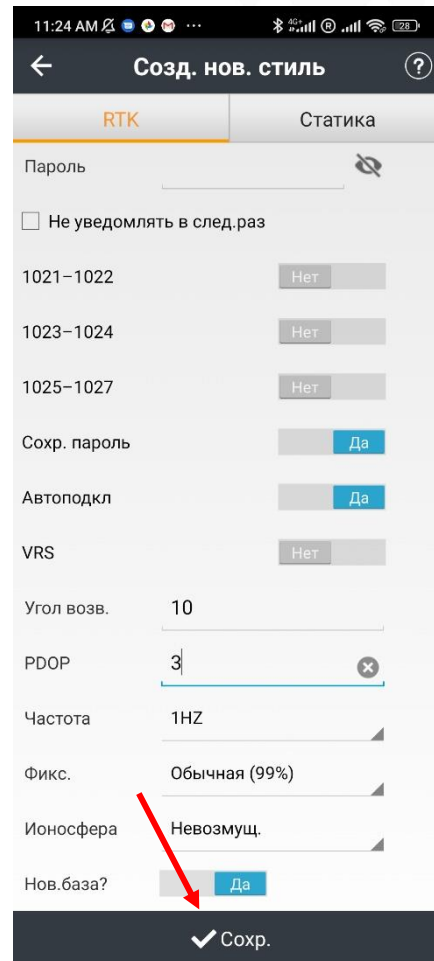 11:24 AM ··· 4G+ R 28
Созд. нов. стиль ?
RTK Статика
Пароль
Не уведомлять в след.раз
1021–1022 Нет
1023–1024 Нет
1025–1027 Нет
Сохр. пароль Да
Автоподкл Да
VRS Нет
Угол возв. 10
PDOP 3
Частота 1HZ
Фикс. Обычная (99%)
Ионосфера Невозмущ.
Нов.база? Да
Сохр.